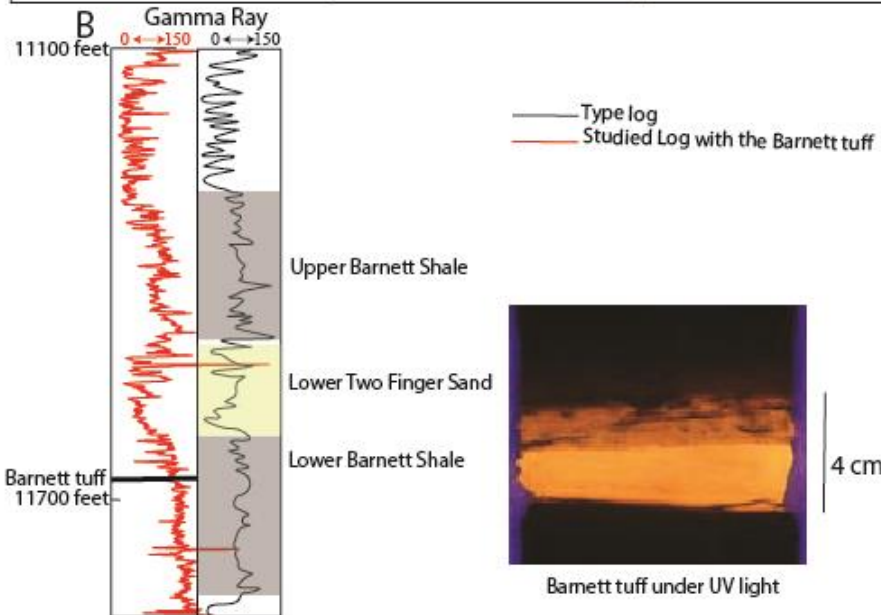 B
Gamma Ray
0 150 0 150
11100 feet
Type log
Studied Log with the Barnett tuff
Upper Barnett Shale
Lower Two Finger Sand
Lower Barnett Shale
Barnett tuff
11700 feet
4 cm
Barnett tuff under UV light